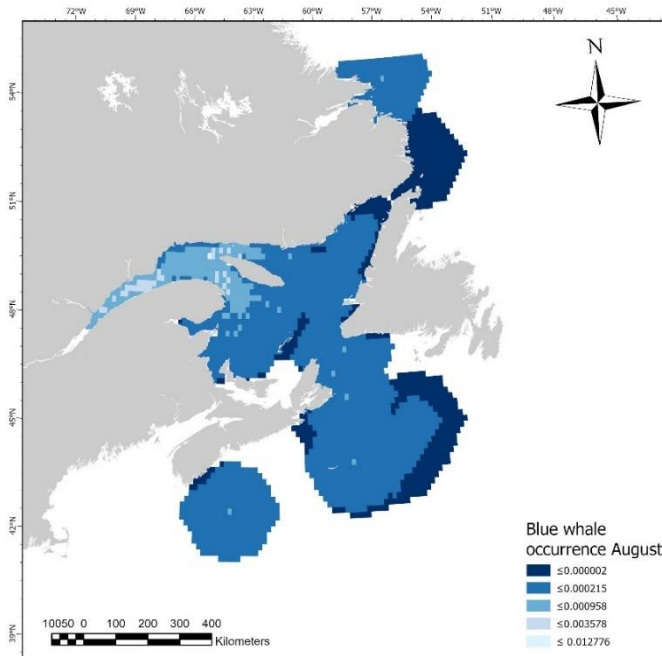 72°W 69°W 66°W 63°W 60°W 57°W 54°W 51°W 48°W
N
54°N
51°N
48°N
45°N
42°N
39°N
Blue whale
occurrence August
≤0.000002
≤0.000215
≤0.000958
≤0.003578
≤ 0.012776
10050 0 100 200 300 400
Kilometers